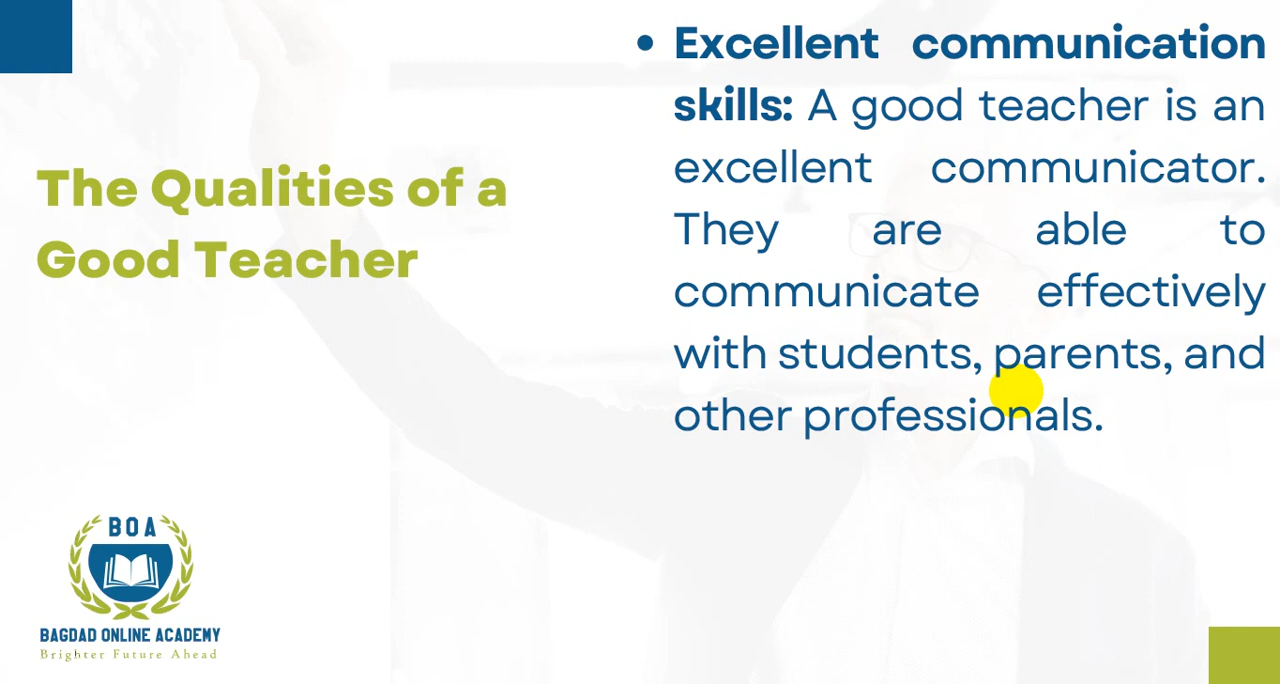 The Qualities of a
Good Teacher
• Excellent communication
skills: A good teacher is an
excellent communicator.
They are able to
communicate effectively
with students, parents, and
other professionals.
BOA
BAGDAD ONLINE ACADEMY
Brighter Future Ahead